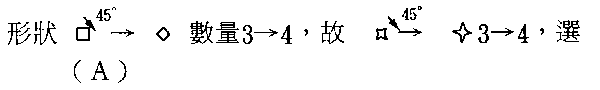 形狀 □ 45° → ◇ 數量3→4，故 ¤ 45° → ✧ 3→4，選
（A）